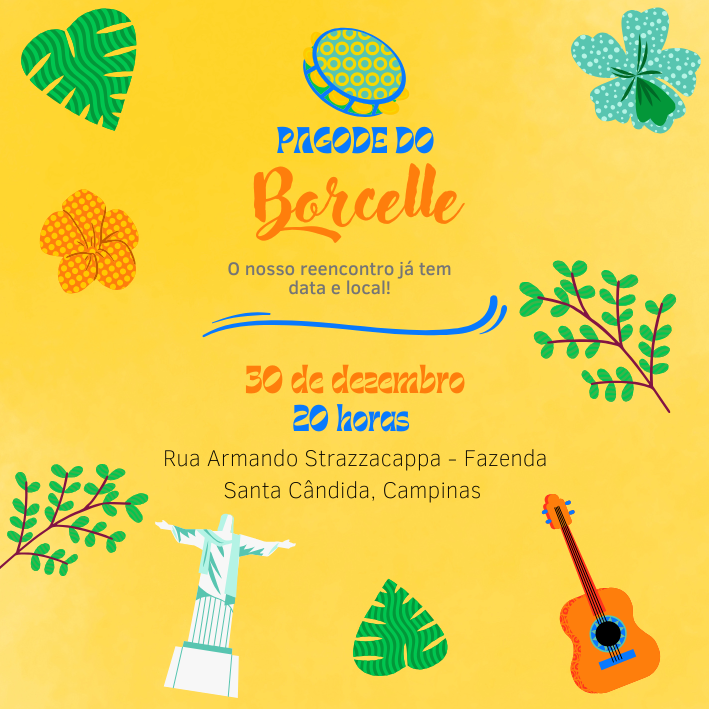 PAGODE DO
Borcelle
O nosso reencontro já tem
data e local!
30 de dezembro
20 horas
Rua Armando Strazzacappa - Fazenda
Santa Cândida, Campinas